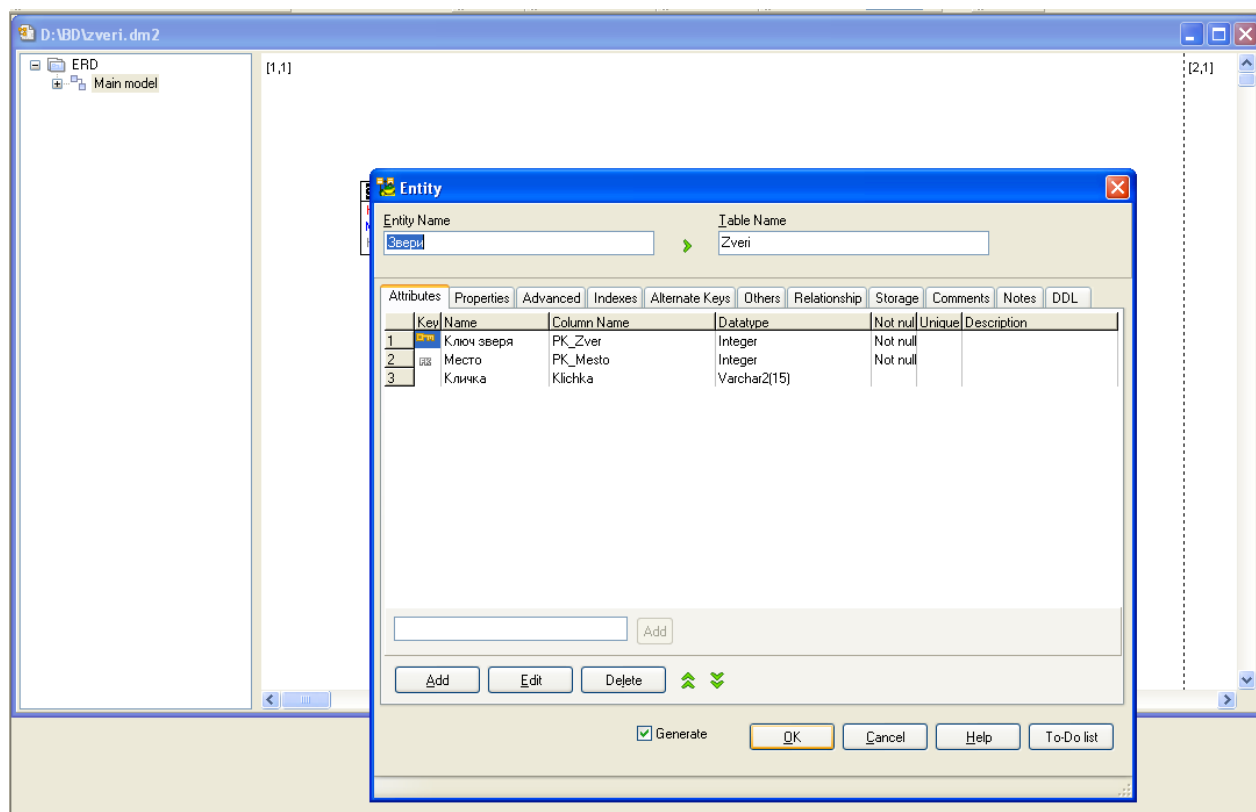 D:\BD\zveri.dm2
ERD
Main model
[1,1]
[2,1]
Entity
Entity Name
Table Name
Звери
Zveri
Attributes Properties Advanced Indexes Alternate Keys Others Relationship Storage Comments Notes DDL
Key Name Column Name Datatype Not nul Unique Description
1 Ключ зверя PK_Zver Integer Not null
2 Место PK_Mesto Integer Not null
3 Кличка Klichka Varchar2(15)
Add
Add Edit Delete
Generate OK Cancel Help To-Do list